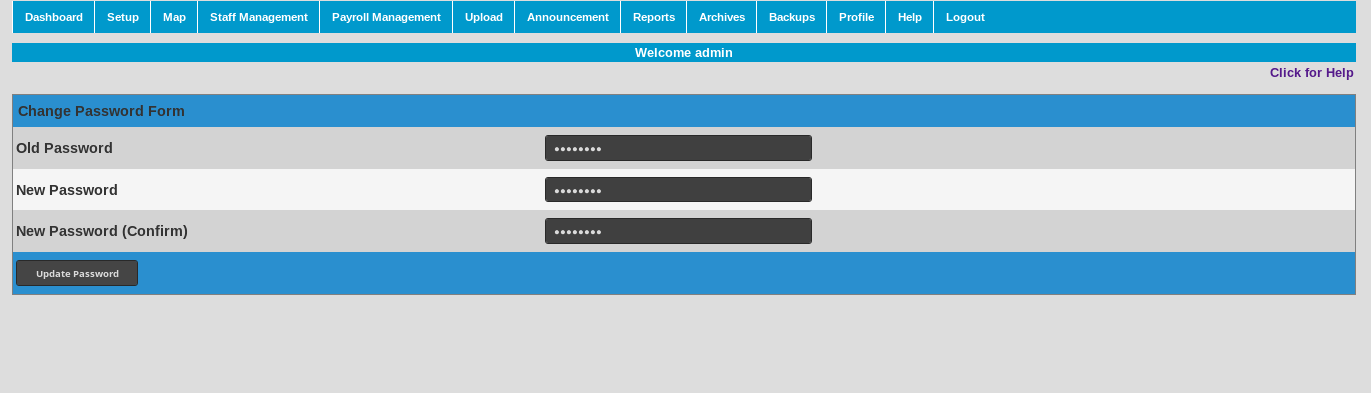 Dashboard Setup Map Staff Management Payroll Management Upload Announcement Reports Archives Backups Profile Help Logout
Welcome admin
Click for Help
Change Password Form
Old Password ••••••••
New Password ••••••••
New Password (Confirm) ••••••••
Update Password